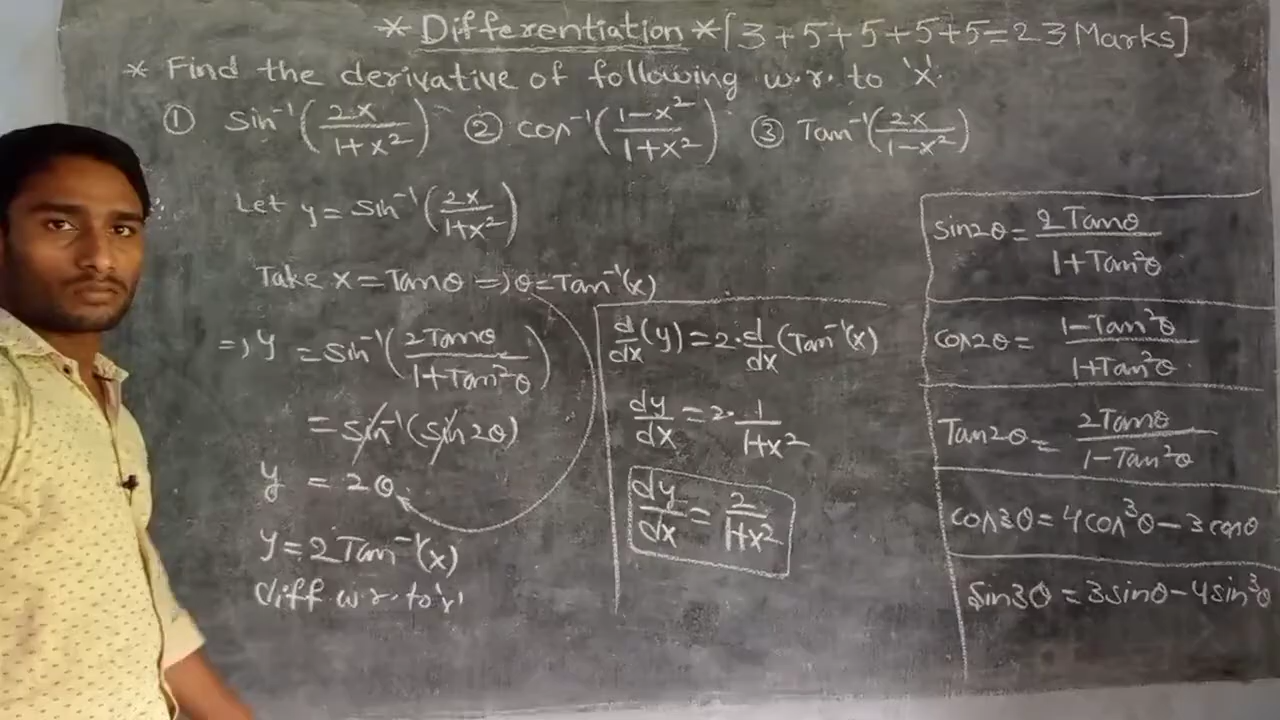 * Differentiation * [3+5+5+5+5=23 Marks]
* Find the derivative of following w.r. to 'x'.
① Sin⁻¹(2x/1+x²) ② cos⁻¹(1-x²/1+x²) ③ Tan⁻¹(2x/1-x²)
Let y = Sin⁻¹(2x/1+x²)
Take x = Tanθ => θ = Tan⁻¹(x)
=> y = Sin⁻¹(2Tanθ/1+Tan²θ)
= Sin⁻¹(Sin2θ)
y = 2θ
y = 2Tan⁻¹(x)
diff w.r. to 'x'
d/dx(y) = 2·d/dx(Tan⁻¹(x))
dy/dx = 2·1/1+x²
dy/dx = 2/1+x²
Sin2θ = 2Tanθ/1+Tan²θ
cos2θ = 1-Tan²θ/1+Tan²θ
Tan2θ = 2Tanθ/1-Tan²θ
cos3θ = 4cos³θ - 3cosθ
Sin3θ = 3sinθ - 4sin³θ